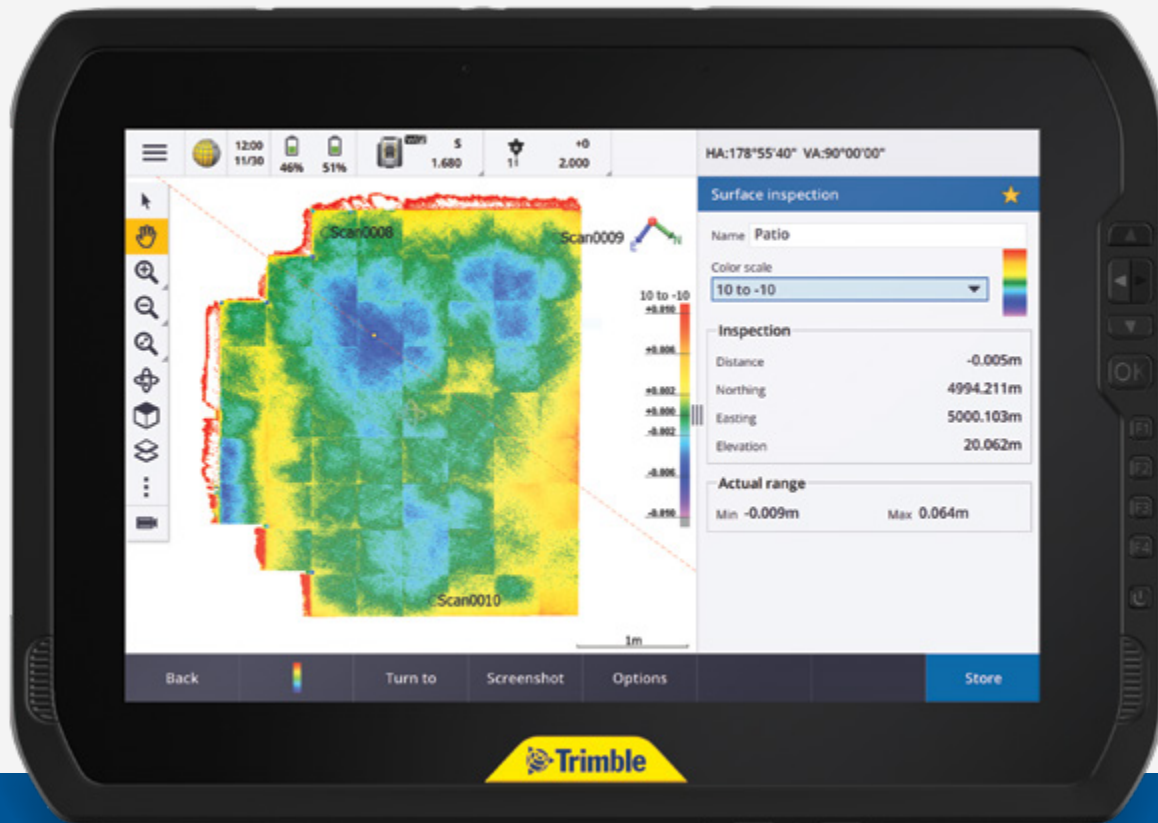 12:00
11/30
46%
51%
S
1.680
1
+0
2.000
HA:178°55'40" VA:90°00'00"
Surface inspection
Name Patio
Color scale
10 to -10
Inspection
Distance -0.005m
Northing 4994.211m
Easting 5000.103m
Elevation 20.062m
Actual range
Min -0.009m Max 0.064m
Scan0008
Scan0009
E N
10 to -10
+0.010
+0.006
+0.002
+0.000
-0.002
-0.006
-0.010
Scan0010
1m
Back
Turn to
Screenshot
Options
Store
OK
F1
F2
F3
F4
Trimble